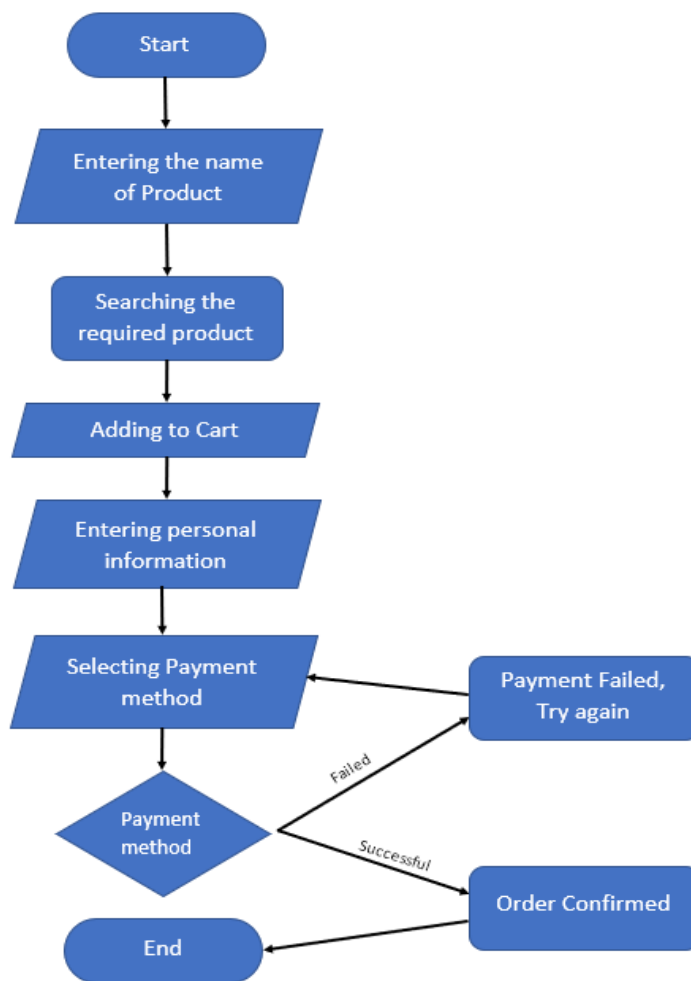 Start
Entering the name
of Product
Searching the
required product
Adding to Cart
Entering personal
information
Selecting Payment
method
Payment Failed,
Try again
Failed
Payment
method
Successful
Order Confirmed
End